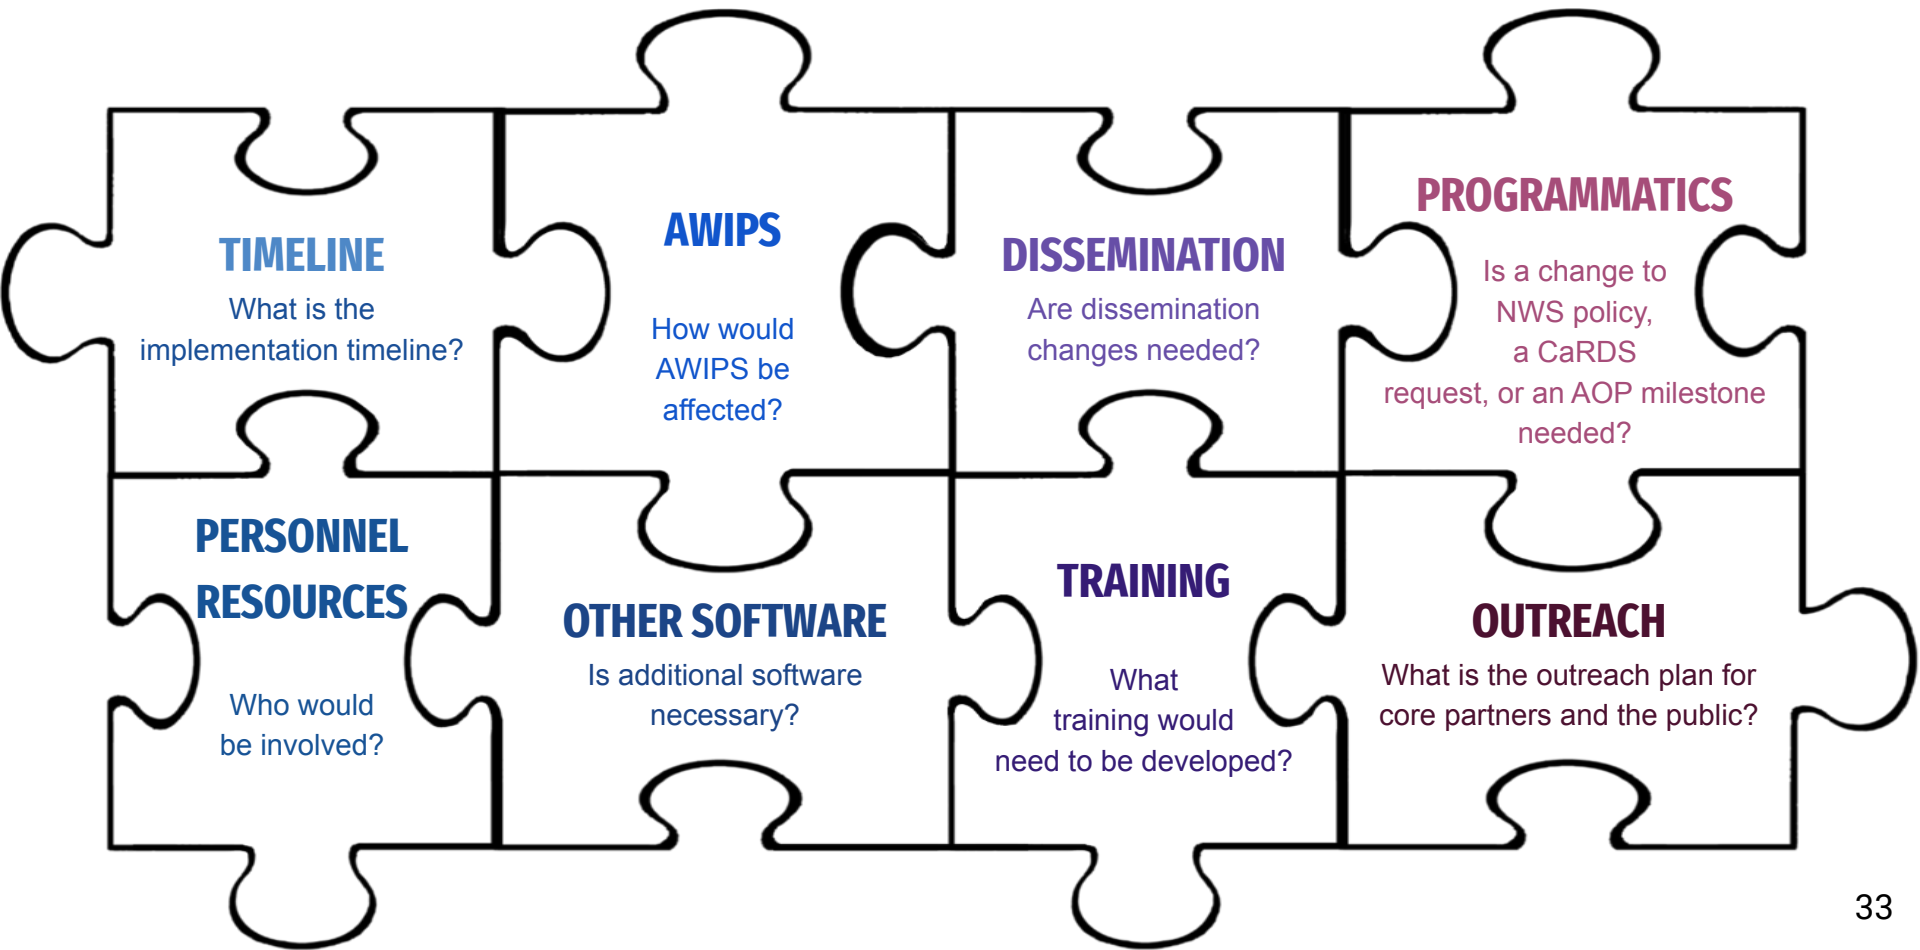 TIMELINE
What is the
implementation timeline?
AWIPS
How would
AWIPS be
affected?
DISSEMINATION
Are dissemination
changes needed?
PROGRAMMATICS
Is a change to
NWS policy,
a CaRDS
request, or an AOP milestone
needed?
PERSONNEL
RESOURCES
Who would
be involved?
OTHER SOFTWARE
Is additional software
necessary?
TRAINING
What
training would
need to be developed?
OUTREACH
What is the outreach plan for
core partners and the public?
33